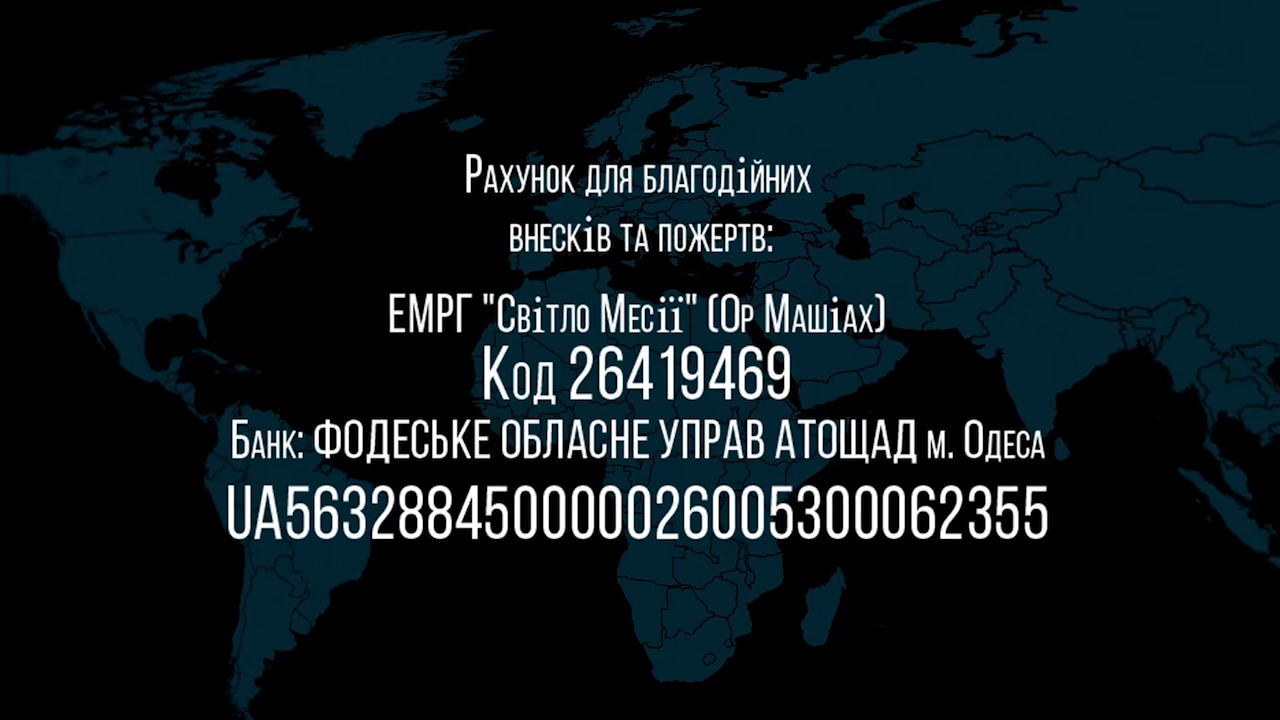 Рахунок для благодійних
внесків та пожертв:
ЕМРГ "Світло Месії" (Ор Машіах)
Код 26419469
Банк: ФОДЕСЬКЕ ОБЛАСНЕ УПРАВ АТОЩАД м. Одеса
UA563288450000026005300062355